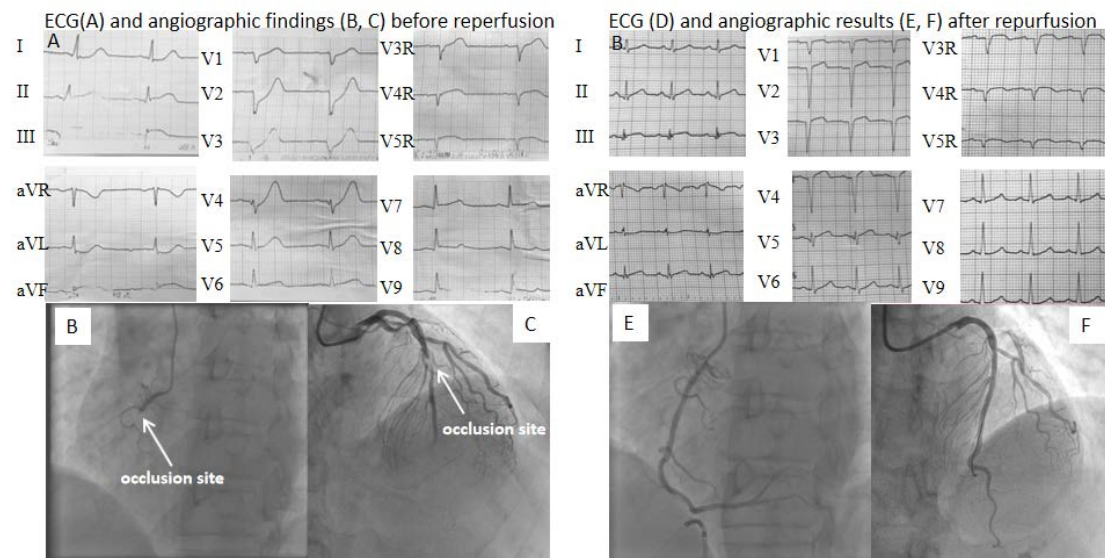 ECG(A) and angiographic findings (B, C) before reperfusion
ECG (D) and angiographic results (E, F) after repurfusion
A
I
II
III
V1
V2
V3
V3R
V4R
V5R
aVR
aVL
aVF
V4
V5
V6
V7
V8
V9
B
occlusion site
C
occlusion site
B
I
II
III
V1
V2
V3
V3R
V4R
V5R
aVR
aVL
aVF
V4
V5
V6
V7
V8
V9
E
F